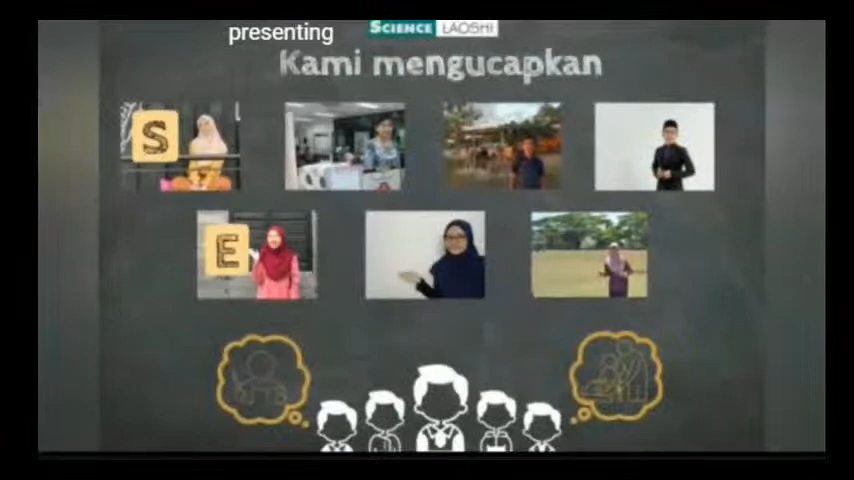 presenting
SCIENCE LAOSHI
Kami mengucapkan
S
E